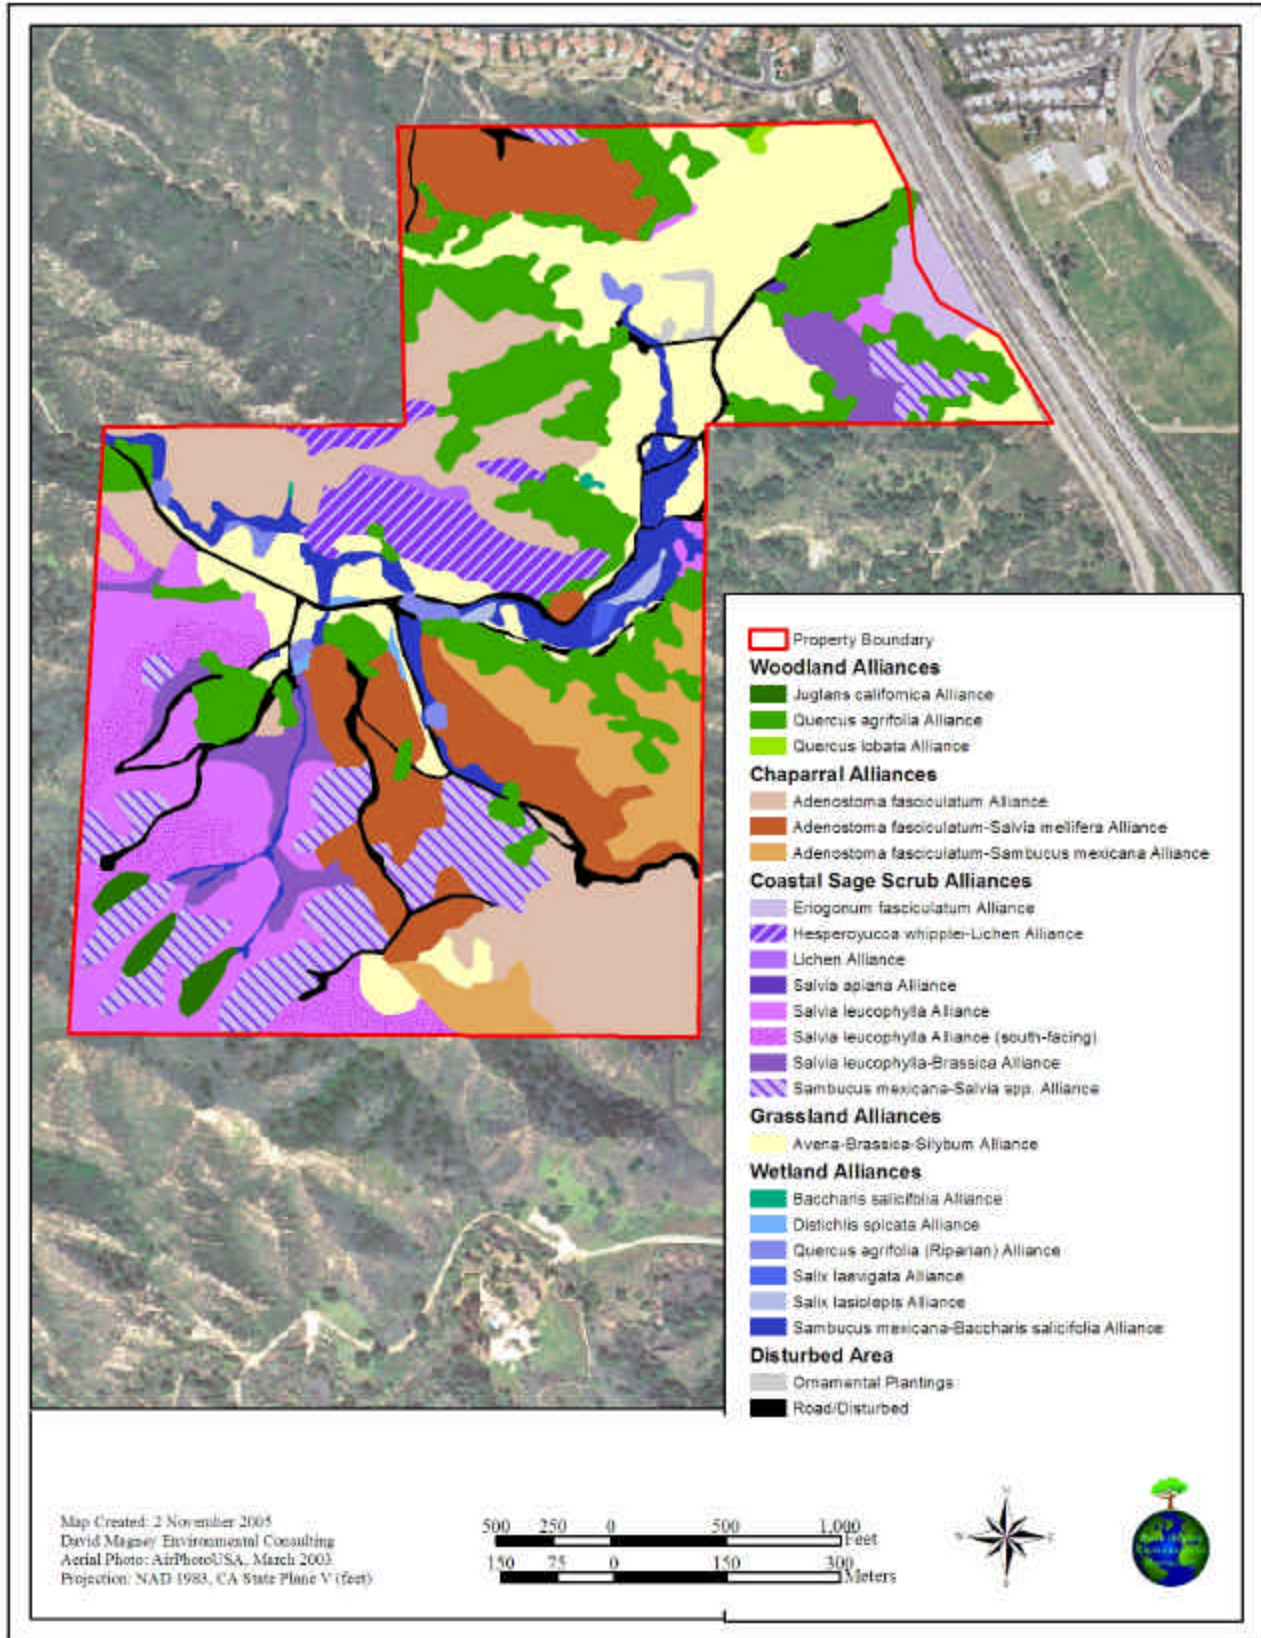 Property Boundary
Woodland Alliances
Juglans californica Alliance
Quercus agrifolia Alliance
Quercus lobata Alliance
Chaparral Alliances
Adenostoma fasciculatum Alliance
Adenostoma fasciculatum-Salvia mellifera Alliance
Adenostoma fasciculatum-Sambucus mexicana Alliance
Coastal Sage Scrub Alliances
Eriogonum fasciculatum Alliance
Hesperoyucca whipplei-Lichen Alliance
Lichen Alliance
Salvia apiana Alliance
Salvia leucophylla Alliance
Salvia leucophylla Alliance (south-facing)
Salvia leucophylla-Brassica Alliance
Sambucus mexicana-Salvia spp. Alliance
Grassland Alliances
Avena-Brassica-Silybum Alliance
Wetland Alliances
Baccharis salicifolia Alliance
Distichlis spicata Alliance
Quercus agrifolia (Riparian) Alliance
Salix laevigata Alliance
Salix lasiolepis Alliance
Sambucus mexicana-Baccharis salicifolia Alliance
Disturbed Area
Ornamental Plantings
Road/Disturbed
Map Created: 2 November 2005
David Magney Environmental Consulting
Aerial Photo: AirPhotoUSA, March 2003
Projection: NAD 1983, CA State Plane V (feet)
500 250 0 500 1,000
Feet
150 75 0 150 300
Meters